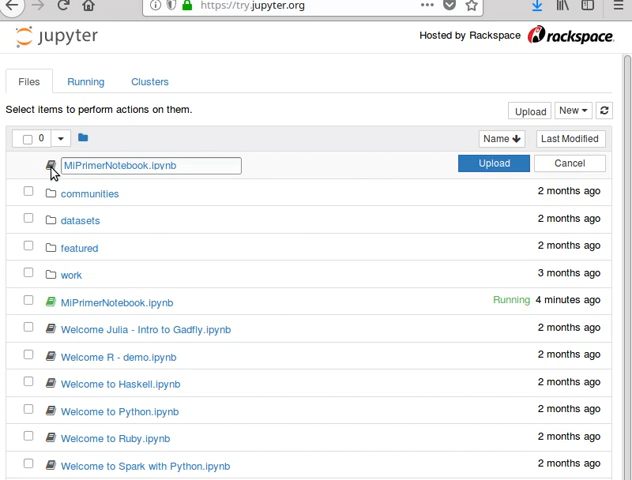 https://try.jupyter.org
jupyter
Hosted by Rackspace
rackspace.
Files Running Clusters
Select items to perform actions on them.
Upload New
0 Name Last Modified
MiPrimerNotebook.ipynb Upload Cancel
communities 2 months ago
datasets 2 months ago
featured 2 months ago
work 3 months ago
MiPrimerNotebook.ipynb Running 4 minutes ago
Welcome Julia - Intro to Gadfly.ipynb 2 months ago
Welcome R - demo.ipynb 2 months ago
Welcome to Haskell.ipynb 2 months ago
Welcome to Python.ipynb 2 months ago
Welcome to Ruby.ipynb 2 months ago
Welcome to Spark with Python.ipynb 2 months ago